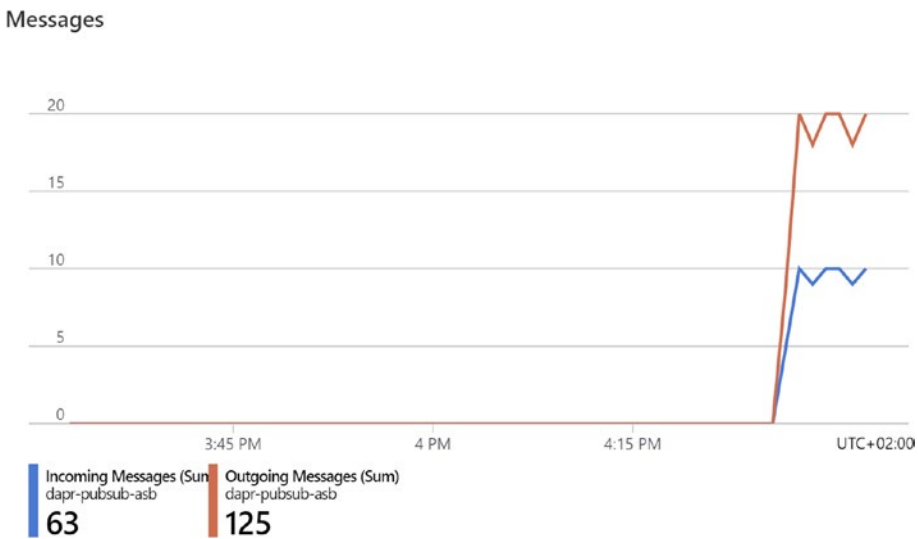 Messages
20
15
10
5
0
3:45 PM 4 PM 4:15 PM UTC+02:00
Incoming Messages (Sum Outgoing Messages (Sum)
dapr-pubsub-asb dapr-pubsub-asb
63 125